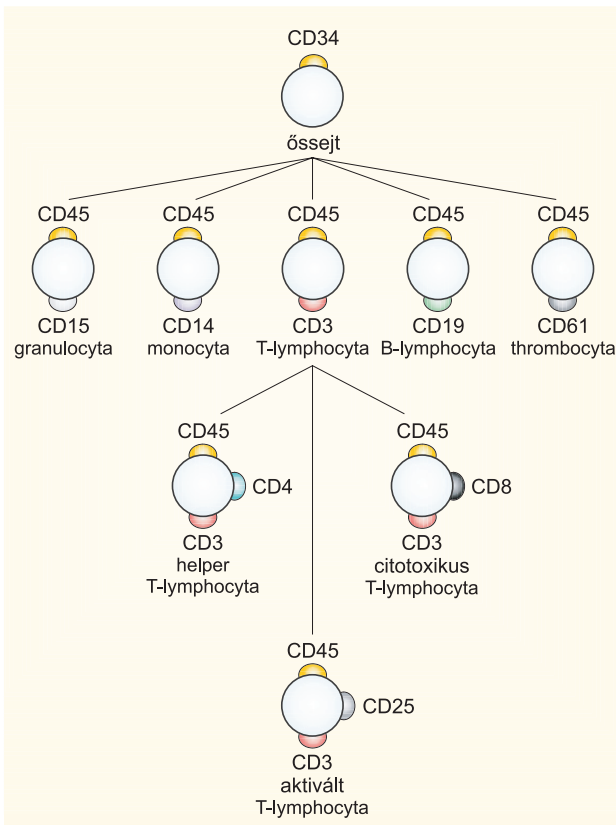 CD34
őssejt
CD45 CD45 CD45 CD45 CD45
CD15 CD14 CD3 CD19 CD61
granulocyta monocyta T-lymphocyta B-lymphocyta thrombocyta
CD45 CD45
CD4 CD8
CD3 CD3
helper citotoxikus
T-lymphocyta T-lymphocyta
CD45
CD25
CD3
aktivált
T-lymphocyta